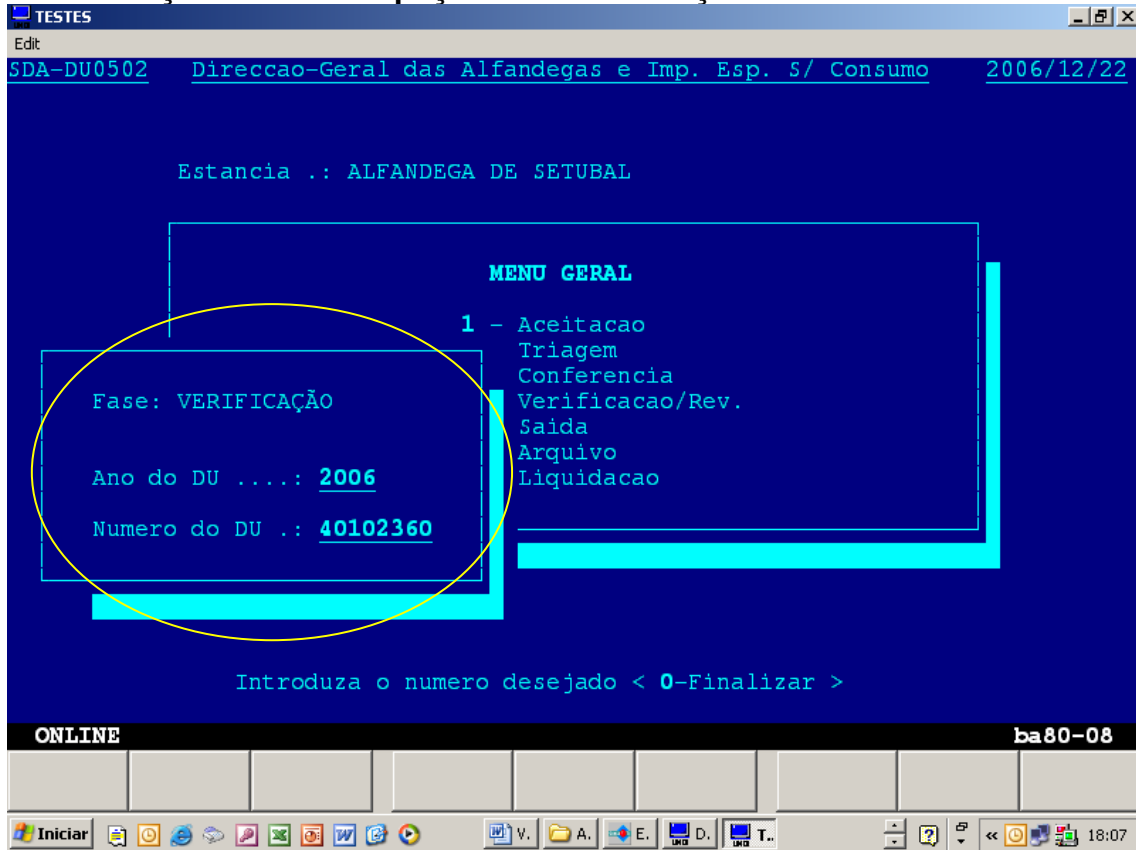 TESTES
Edit
SDA-DU0502 Direccao-Geral das Alfandegas e Imp. Esp. S/ Consumo 2006/12/22
Estancia .: ALFANDEGA DE SETUBAL
MENU GERAL
1 - Aceitacao
Triagem
Conferencia
Verificacao/Rev.
Saida
Arquivo
Liquidacao
Fase: VERIFICAÇÃO
Ano do DU ....: 2006
Numero do DU .: 40102360
Introduza o numero desejado < 0-Finalizar >
ONLINE ba80-08
Iniciar V. A. E. D. T.. « 18:07